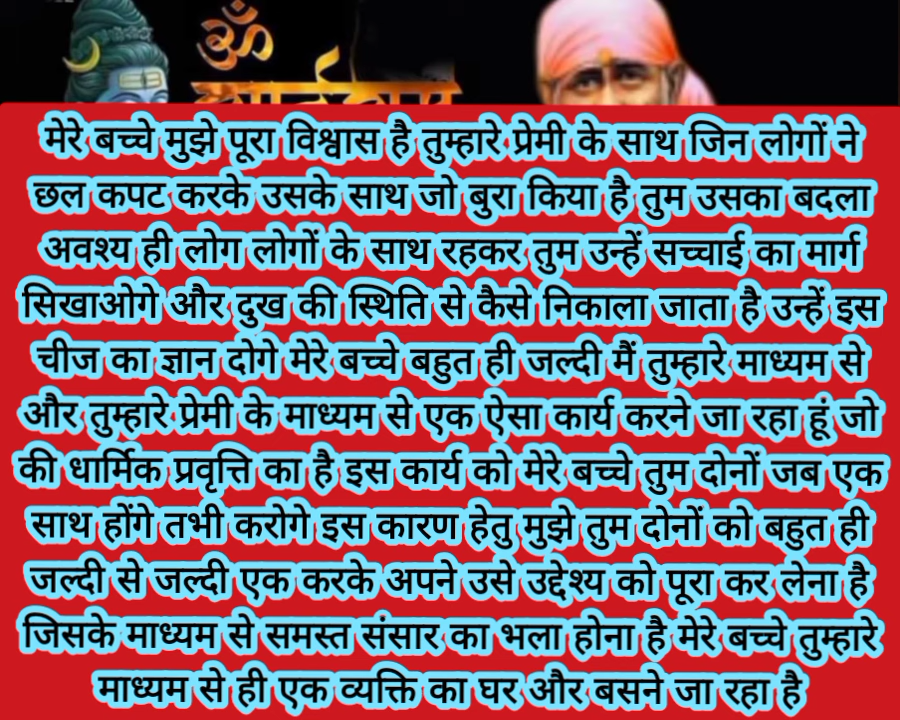 ॐ
मेरे बच्चे मुझे पूरा विश्वास है तुम्हारे प्रेमी के साथ जिन लोगों ने
छल कपट करके उसके साथ जो बुरा किया है तुम उसका बदला
अवश्य ही लोग लोगों के साथ रहकर तुम उन्हें सच्चाई का मार्ग
सिखाओगे और दुख की स्थिति से कैसे निकाला जाता है उन्हें इस
चीज का ज्ञान दोगे मेरे बच्चे बहुत ही जल्दी मैं तुम्हारे माध्यम से
और तुम्हारे प्रेमी के माध्यम से एक ऐसा कार्य करने जा रहा हूं जो
की धार्मिक प्रवृत्ति का है इस कार्य को मेरे बच्चे तुम दोनों जब एक
साथ होंगे तभी करोगे इस कारण हेतु मुझे तुम दोनों को बहुत ही
जल्दी से जल्दी एक करके अपने उसे उद्देश्य को पूरा कर लेना है
जिसके माध्यम से समस्त संसार का भला होना है मेरे बच्चे तुम्हारे
माध्यम से ही एक व्यक्ति का घर और बसने जा रहा है